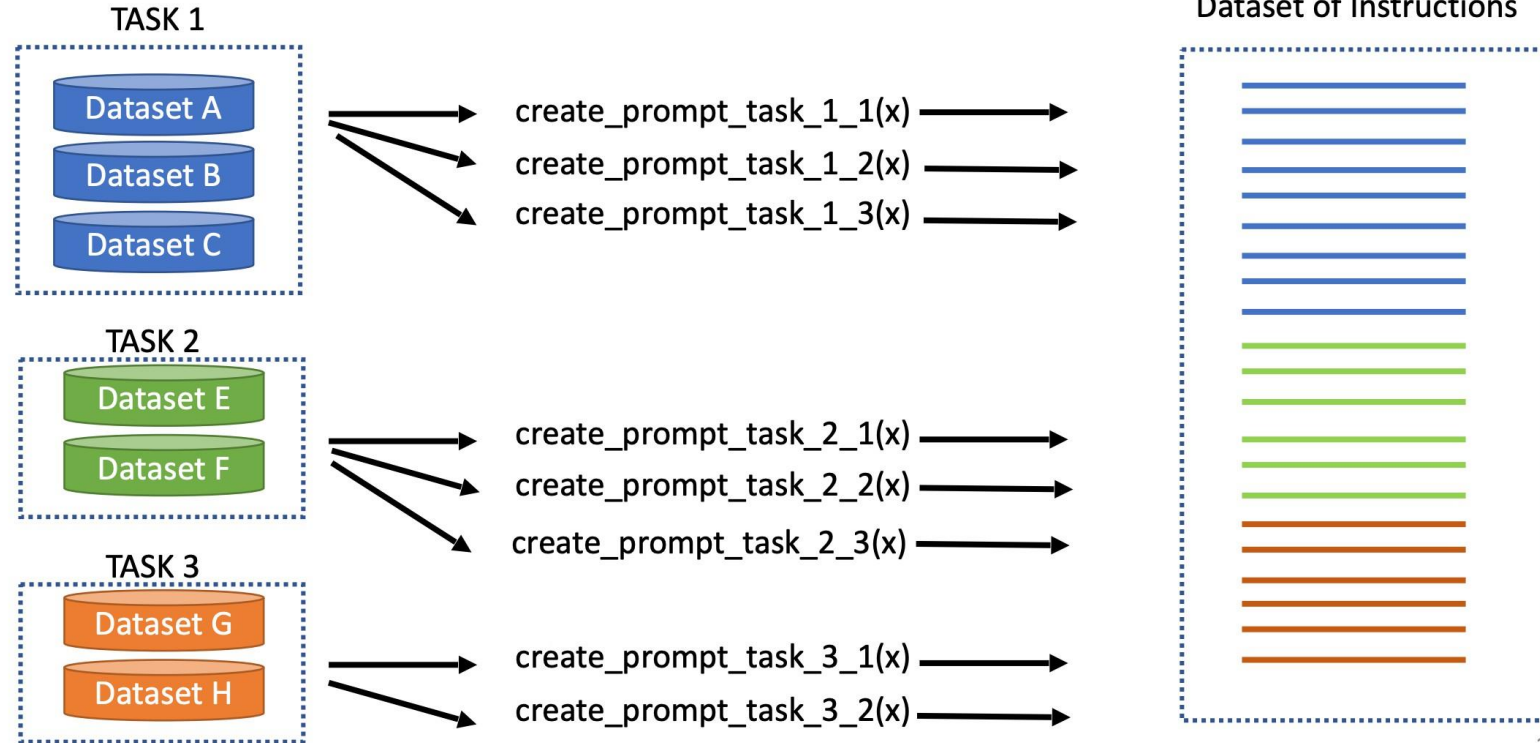 TASK 1
Dataset A
Dataset B
Dataset C
create_prompt_task_1_1(x)
create_prompt_task_1_2(x)
create_prompt_task_1_3(x)
TASK 2
Dataset E
Dataset F
create_prompt_task_2_1(x)
create_prompt_task_2_2(x)
create_prompt_task_2_3(x)
TASK 3
Dataset G
Dataset H
create_prompt_task_3_1(x)
create_prompt_task_3_2(x)
Dataset of Instructions